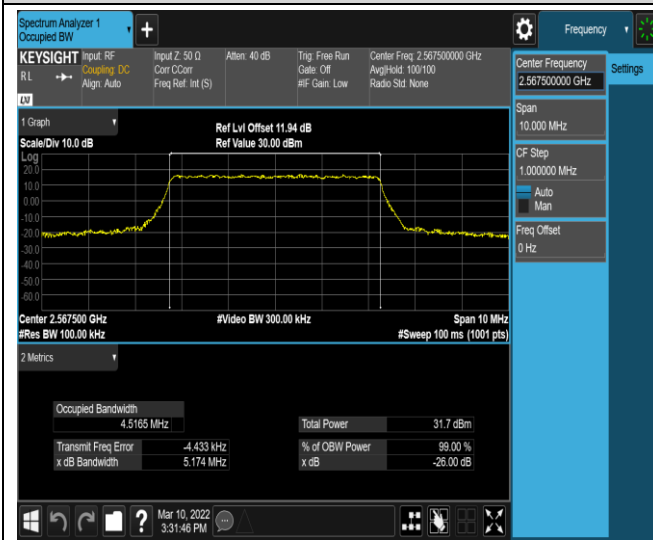 Spectrum Analyzer 1
Occupied BW
+
Frequency
KEYSIGHT
R L
LXI
Input: RF
Coupling: DC
Align: Auto
Input Z: 50 Ω
Corr CCorr
Freq Ref: Int (S)
Atten: 40 dB
Trig: Free Run
Gate: Off
#IF Gain: Low
Center Freq: 2.567500000 GHz
Avg|Hold: 100/100
Radio Std: None
Center Frequency
2.567500000 GHz
Settings
Span
10.000 MHz
CF Step
1.000000 MHz
Auto
Man
Freq Offset
0 Hz
1 Graph
Scale/Div 10.0 dB
Ref Lvl Offset 11.94 dB
Ref Value 30.00 dBm
Log
20.0
10.0
0.00
-10.0
-20.0
-30.0
-40.0
-50.0
-60.0
Center 2.567500 GHz
#Video BW 300.00 kHz
Span 10 MHz
#Res BW 100.00 kHz
#Sweep 100 ms (1001 pts)
2 Metrics
Occupied Bandwidth
4.5165 MHz
Total Power 31.7 dBm
Transmit Freq Error -4.433 kHz
% of OBW Power 99.00 %
x dB Bandwidth 5.174 MHz
x dB -26.00 dB
?
Mar 10, 2022
3:31:46 PM